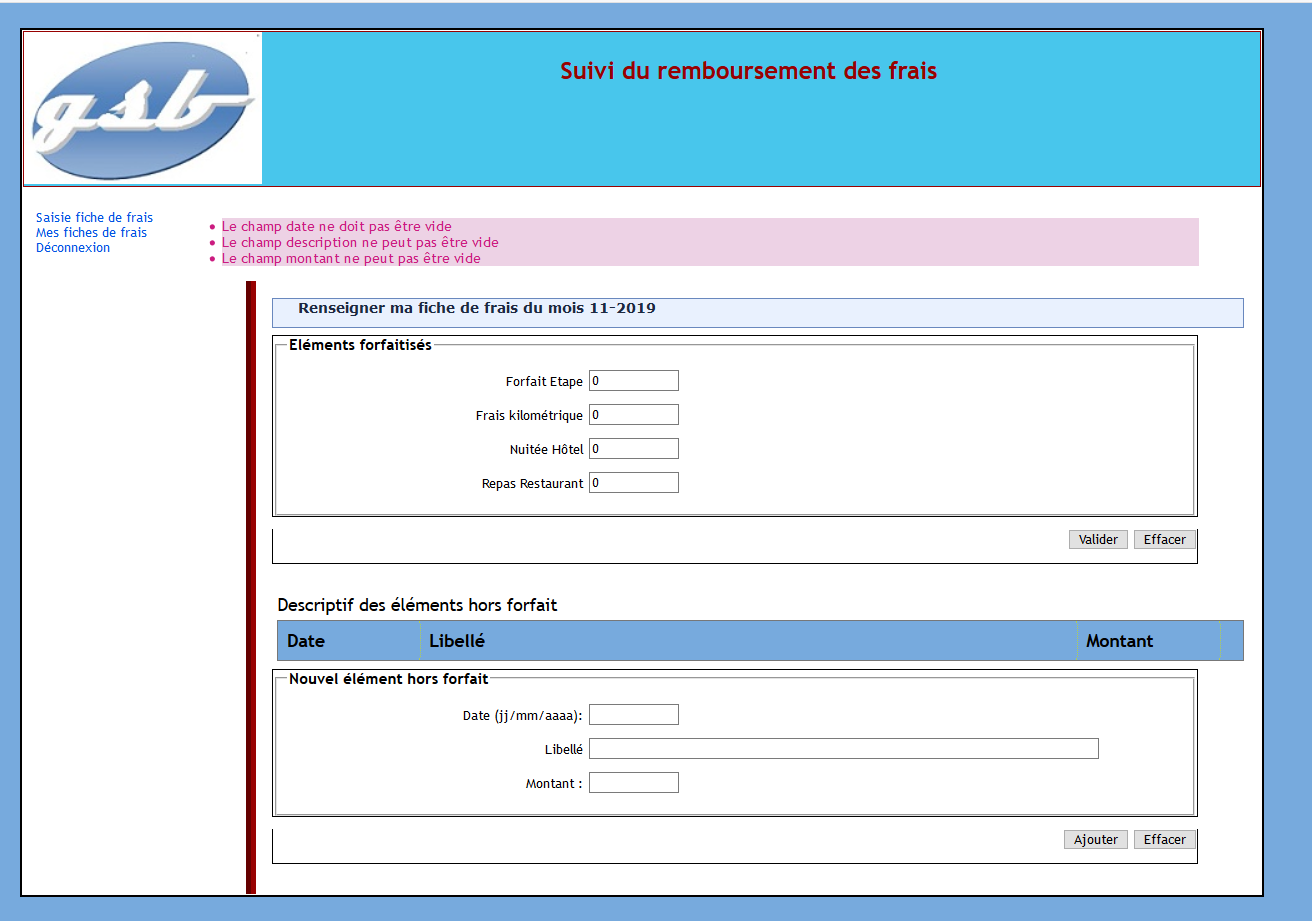 gsb
Suivi du remboursement des frais
Saisie fiche de frais
Mes fiches de frais
Déconnexion
• Le champ date ne doit pas être vide
• Le champ description ne peut pas être vide
• Le champ montant ne peut pas être vide
Renseigner ma fiche de frais du mois 11-2019
Eléments forfaitisés
Forfait Etape 0
Frais kilométrique 0
Nuitée Hôtel 0
Repas Restaurant 0
Valider Effacer
Descriptif des éléments hors forfait
Date Libellé Montant
Nouvel élément hors forfait
Date (jj/mm/aaaa):
Libellé
Montant :
Ajouter Effacer